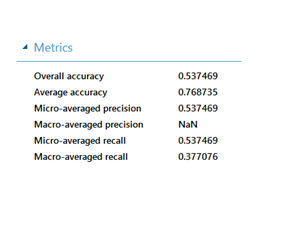 Metrics
Overall accuracy 0.537469
Average accuracy 0.768735
Micro-averaged precision 0.537469
Macro-averaged precision NaN
Micro-averaged recall 0.537469
Macro-averaged recall 0.377076